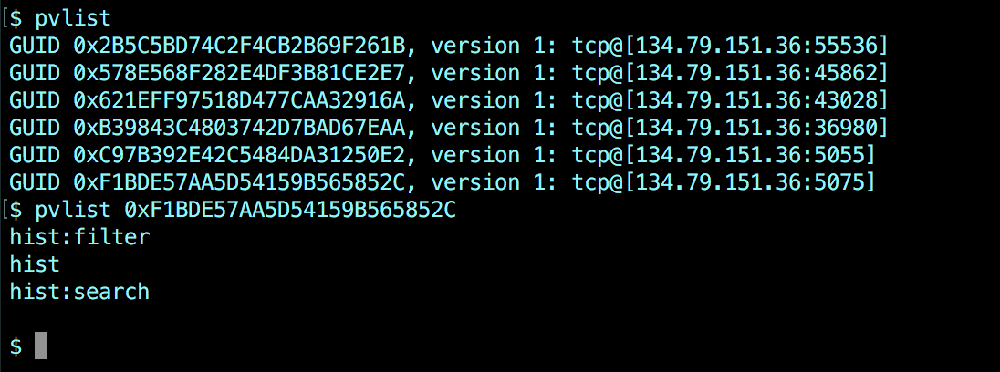 [$ pvlist
GUID 0x2B5C5BD74C2F4CB2B69F261B, version 1: tcp@[134.79.151.36:55536]
GUID 0x578E568F282E4DF3B81CE2E7, version 1: tcp@[134.79.151.36:45862]
GUID 0x621EFF97518D477CAA32916A, version 1: tcp@[134.79.151.36:43028]
GUID 0xB39843C4803742D7BAD67EAA, version 1: tcp@[134.79.151.36:36980]
GUID 0xC97B392E42C5484DA31250E2, version 1: tcp@[134.79.151.36:5055]
GUID 0xF1BDE57AA5D54159B565852C, version 1: tcp@[134.79.151.36:5075]
[$ pvlist 0xF1BDE57AA5D54159B565852C
hist:filter
hist
hist:search
$